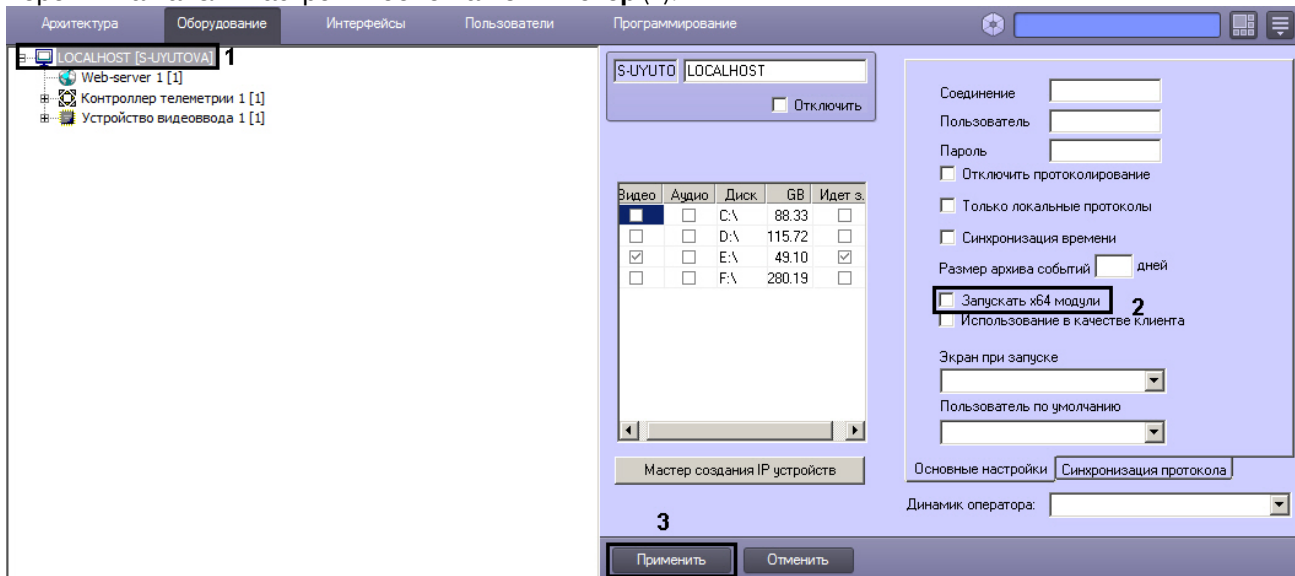 Архитектура Оборудование Интерфейсы Пользователи Программирование
LOCALHOST [S-UYUTOVA] 1
Web-server 1 [1]
Контроллер телеметрии 1 [1]
Устройство видеоввода 1 [1]
S-UYUTO LOCALHOST
Отключить
Видео Аудио Диск GB Идет з.
C:\ 88.33
D:\ 115.72
E:\ 49.10
F:\ 280.19
Мастер создания IP устройств
Соединение
Пользователь
Пароль
Отключить протоколирование
Только локальные протоколы
Синхронизация времени
Размер архива событий дней
Запускать x64 модули 2
Использование в качестве клиента
Экран при запуске
Пользователь по умолчанию
Основные настройки Синхронизация протокола
Динамик оператора:
3
Применить Отменить